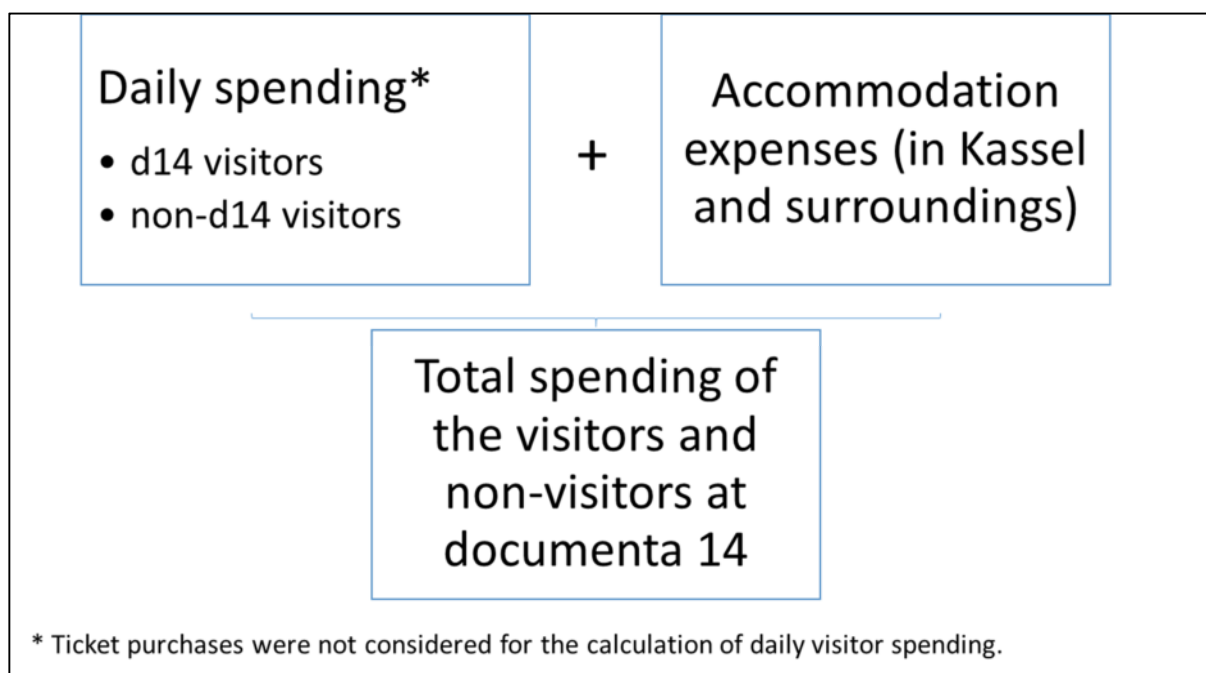 Daily spending*
• d14 visitors
• non-d14 visitors
+
Accommodation
expenses (in Kassel
and surroundings)
Total spending of
the visitors and
non-visitors at
documenta 14
* Ticket purchases were not considered for the calculation of daily visitor spending.